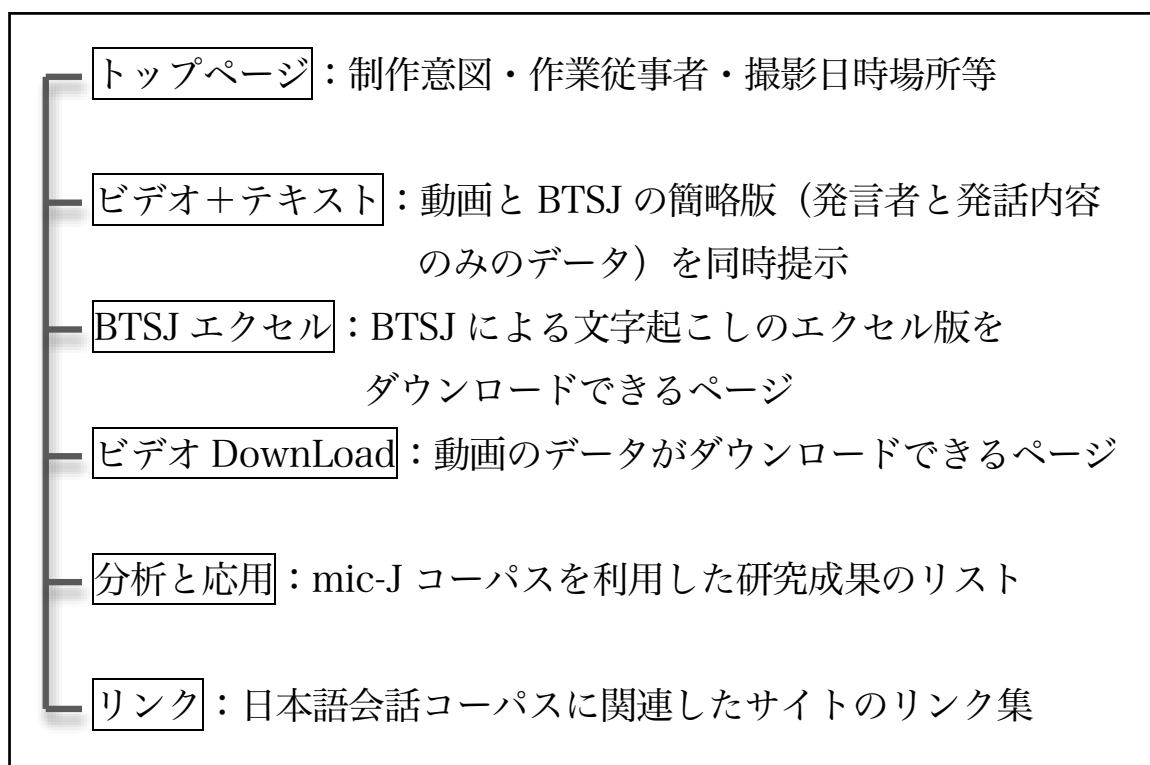 トップページ：制作意図・作業従事者・撮影日時場所等
ビデオ＋テキスト：動画と BTSJ の簡略版（発言者と発話内容
のみのデータ）を同時提示
BTSJ エクセル：BTSJ による文字起こしのエクセル版を
ダウンロードできるページ
ビデオ DownLoad：動画のデータがダウンロードできるページ
分析と応用：mic-J コーパスを利用した研究成果のリスト
リンク：日本語会話コーパスに関連したサイトのリンク集